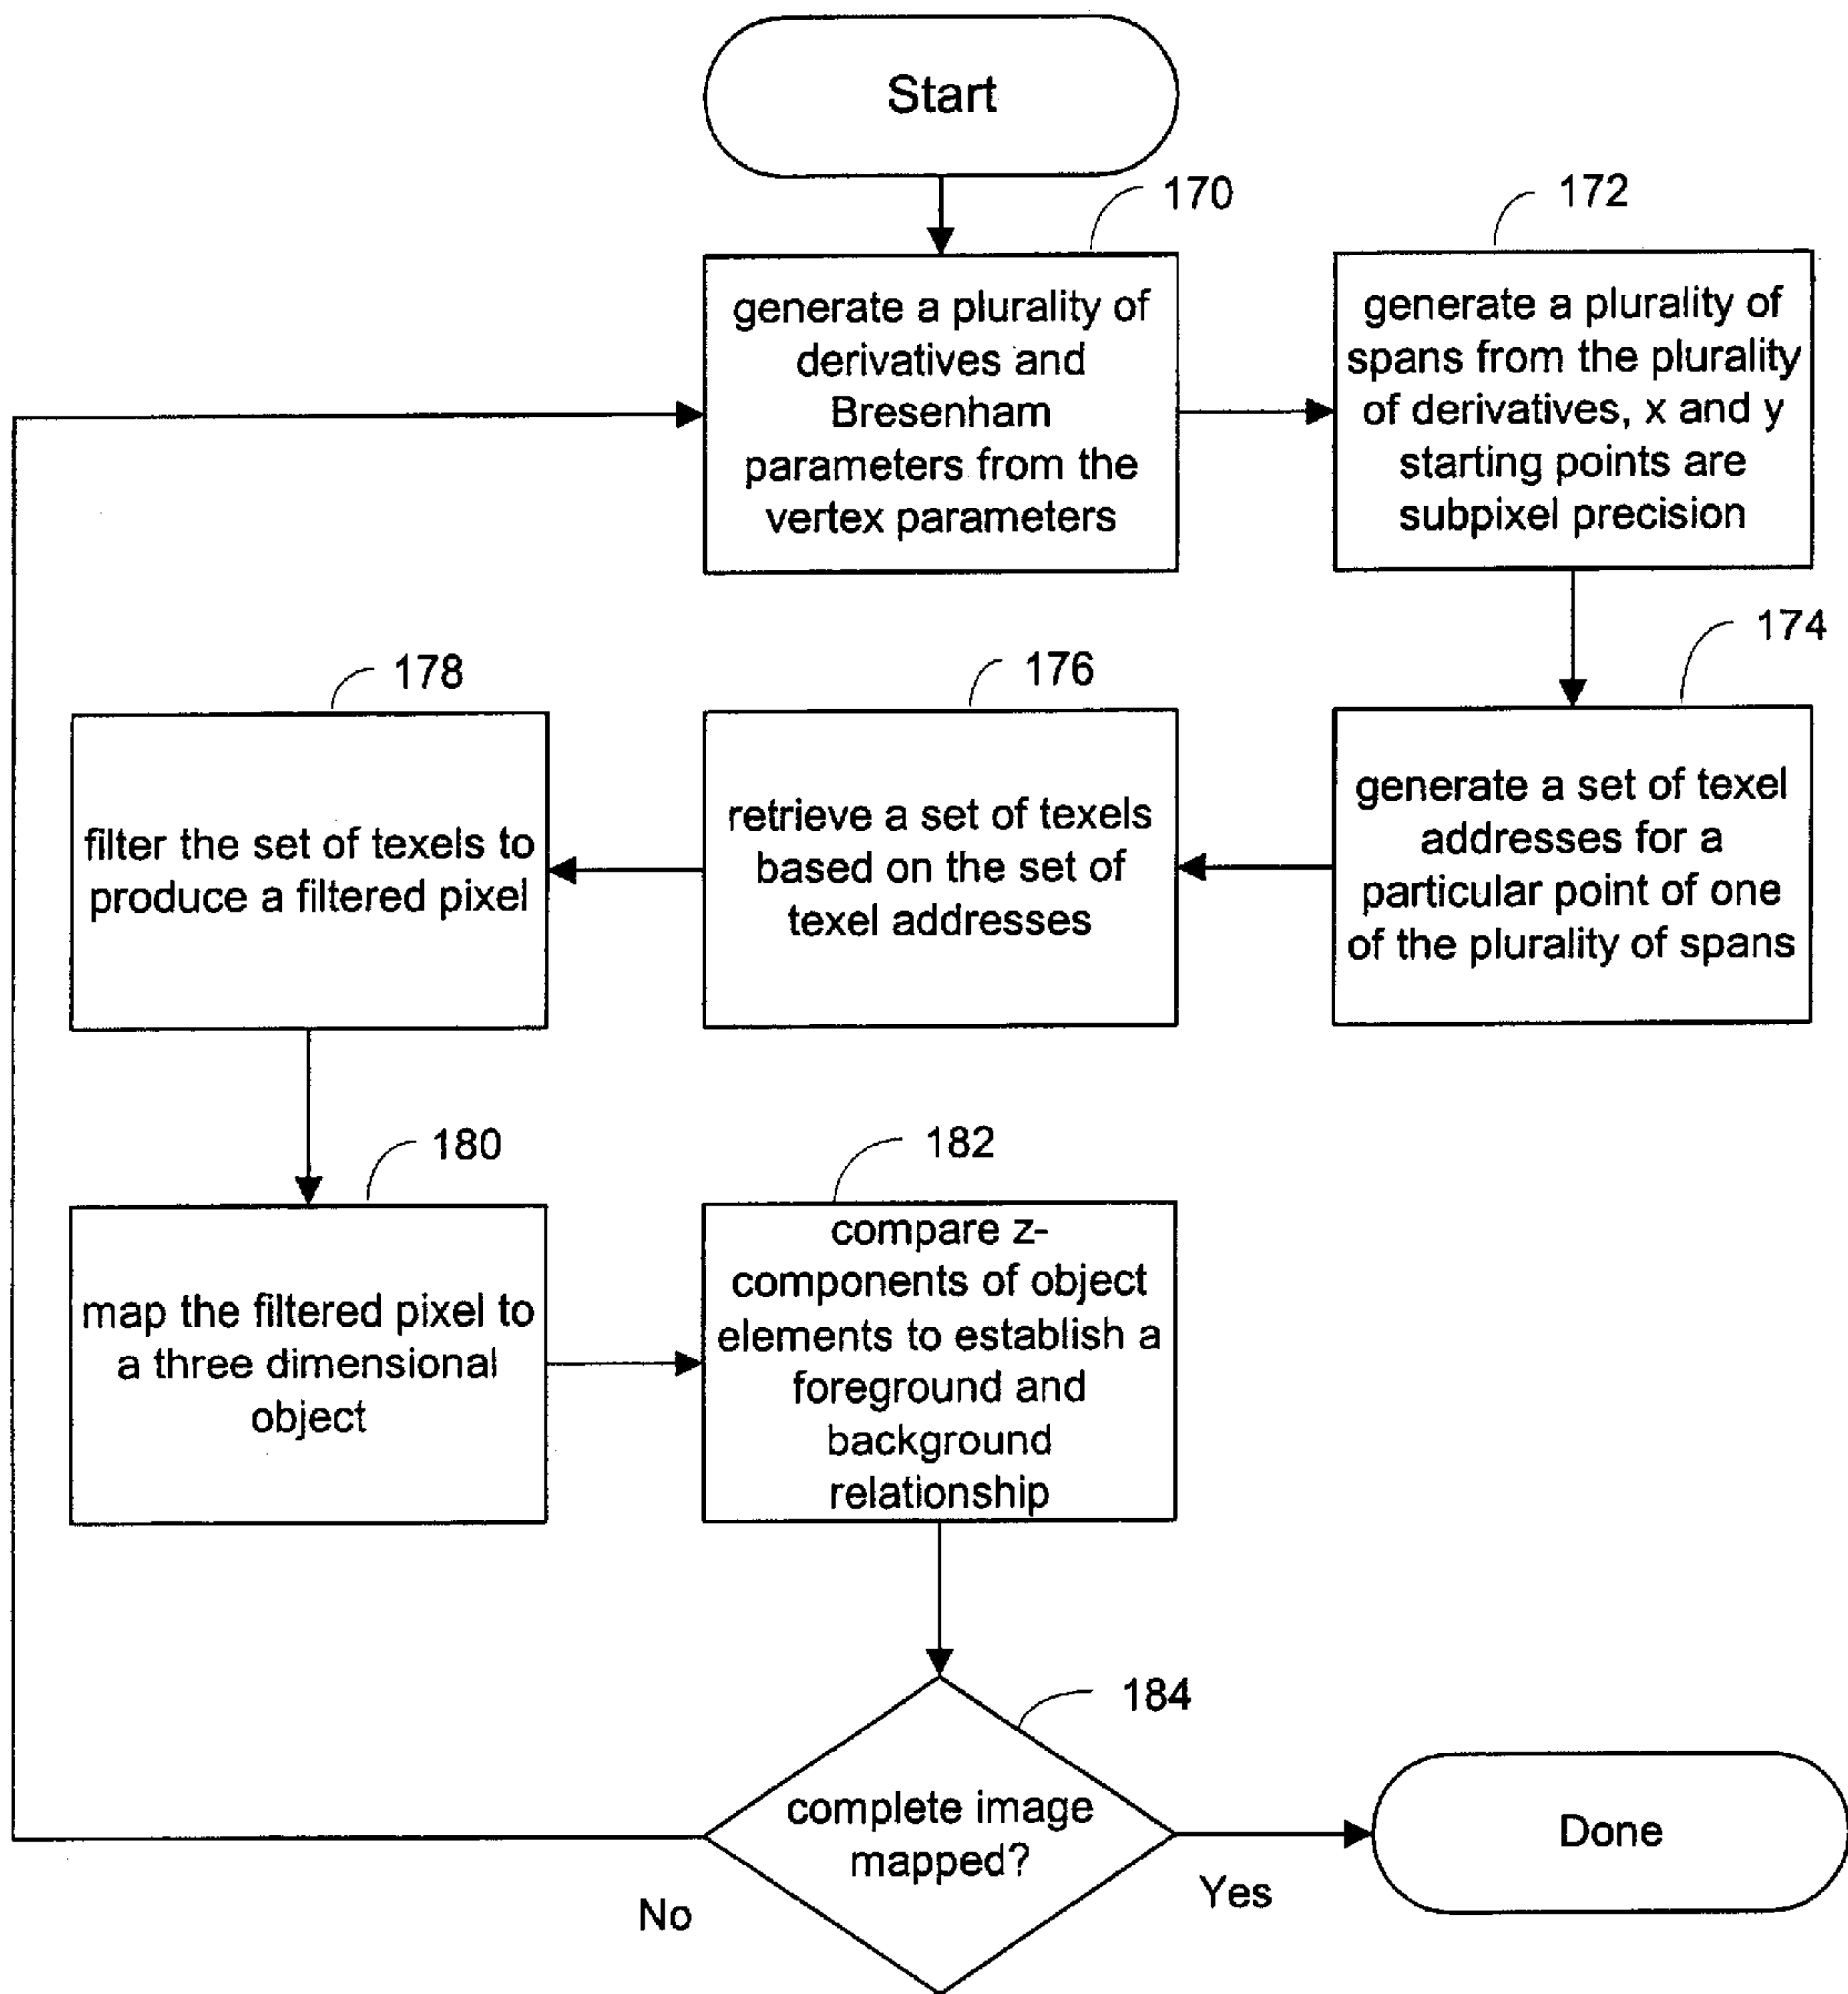 Start
170
generate a plurality of
derivatives and
Bresenham
parameters from the
vertex parameters
172
generate a plurality of
spans from the plurality
of derivatives, x and y
starting points are
subpixel precision
174
generate a set of texel
addresses for a
particular point of one
of the plurality of spans
176
retrieve a set of texels
based on the set of
texel addresses
178
filter the set of texels to
produce a filtered pixel
180
map the filtered pixel to
a three dimensional
object
182
compare z-
components of object
elements to establish a
foreground and
background
relationship
184
complete image
mapped?
No
Yes
Done